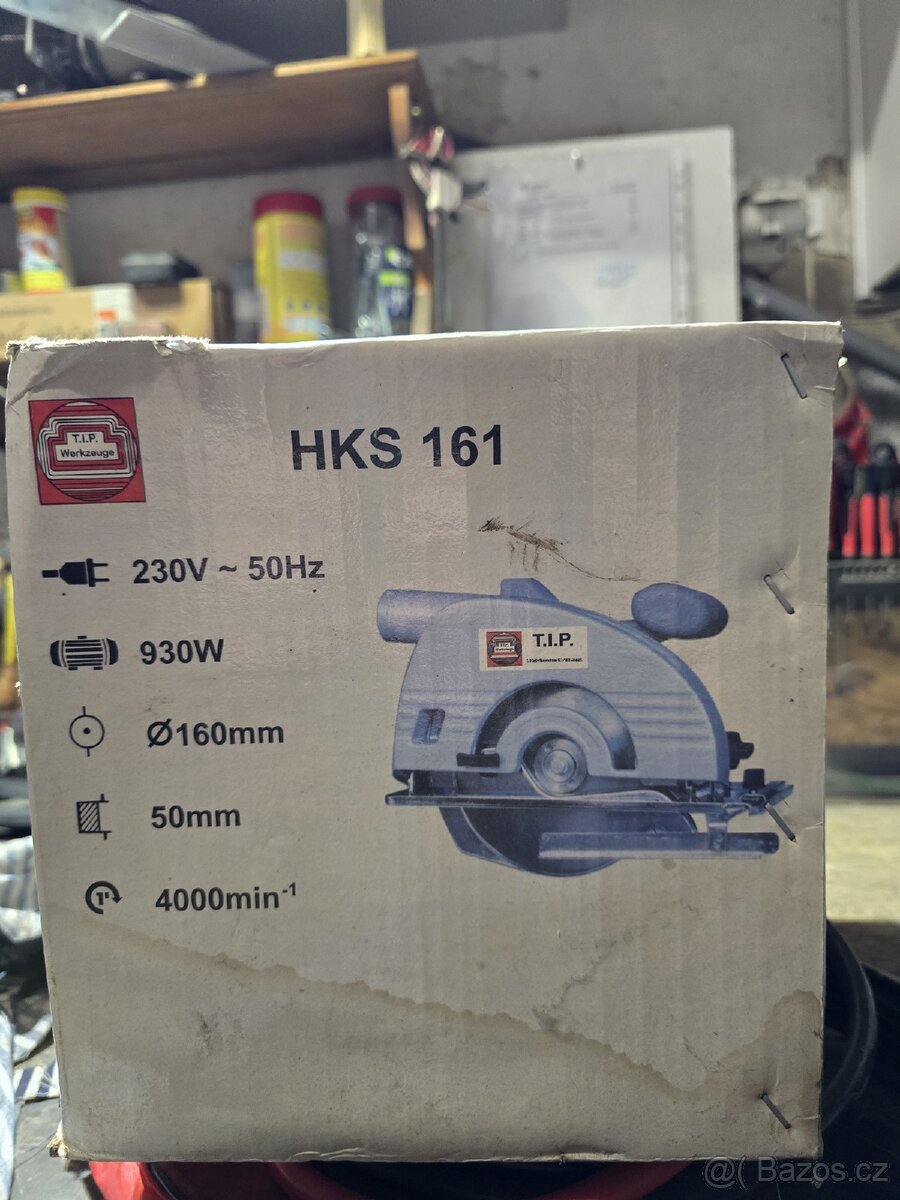 T.I.P.
Werkzeuge
HKS 161
230V ~ 50Hz
930W
Ø160mm
50mm
4000min-1
T.I.P.
@( Bazos.cz